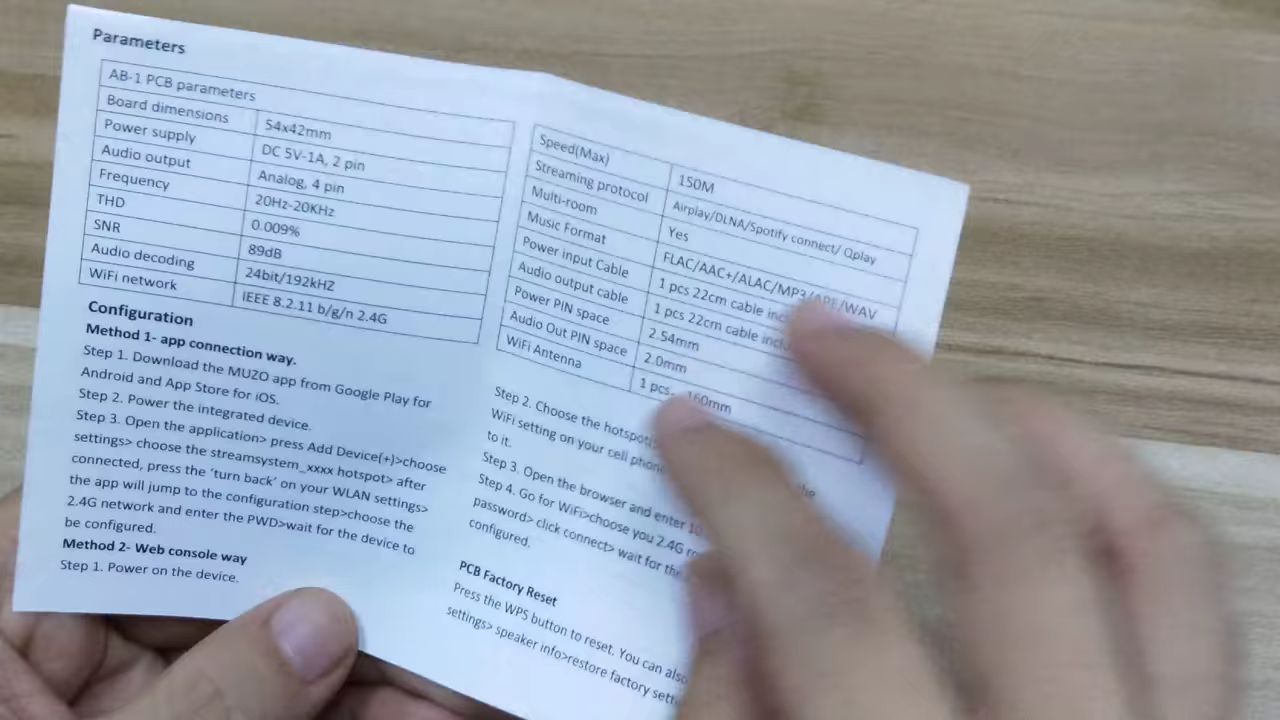 Parameters
AB-1 PCB parameters
Board dimensions 54x42mm
Power supply DC 5V-1A, 2 pin
Audio output Analog, 4 pin
Frequency 20Hz-20KHz
THD 0.009%
SNR 89dB
Audio decoding 24bit/192kHZ
WiFi network IEEE 8.2.11 b/g/n 2.4G
Configuration
Method 1- app connection way.
Step 1. Download the MUZO app from Google Play for
Android and App Store for iOS.
Step 2. Power the integrated device.
Step 3. Open the application> press Add Device(+)>choose
settings> choose the streamsystem_xxxx hotspot> after
connected, press the ‘turn back’ on your WLAN settings>
the app will jump to the configuration step>choose the
2.4G network and enter the PWD>wait for the device to
be configured.
Method 2- Web console way
Step 1. Power on the device.
Speed(Max) 150M
Streaming protocol Airplay/DLNA/Spotify connect/ Qplay
Multi-room Yes
Music Format FLAC/AAC+/ALAC/MP3/APE/WAV
Power input Cable 1 pcs 22cm cable
Audio output cable 1 pcs 22cm cable
Power PIN space 2.54mm
Audio Out PIN space 2.0mm
WiFi Antenna 1 pcs 160mm
Step 2. Choose the
WiFi setting on your cell the
to it.
Step 3. Open the browser and enter
Step 4. Go for WiFi>choose you 2.4G
password> click connect> wait for the
configured.
PCB Factory Reset
Press the WPS button to reset. You can also
settings> speaker info>restore factory